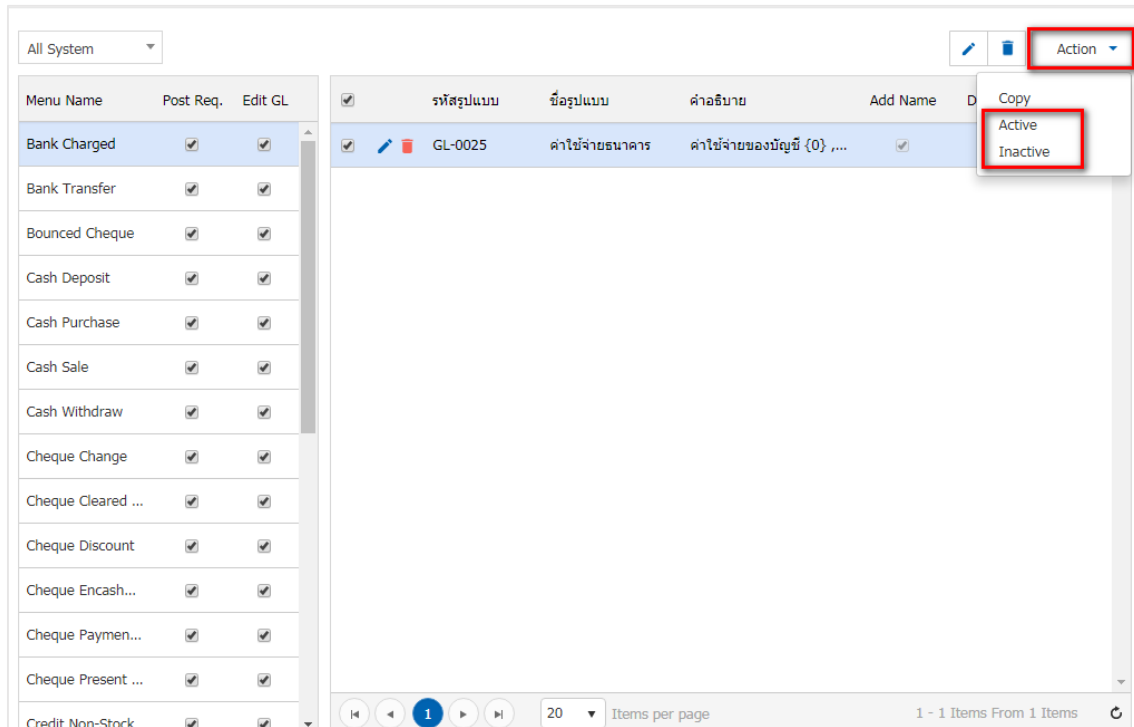 All System
Action
Copy
Active
Inactive
Menu Name Post Req. Edit GL
Bank Charged
Bank Transfer
Bounced Cheque
Cash Deposit
Cash Purchase
Cash Sale
Cash Withdraw
Cheque Change
Cheque Cleared ...
Cheque Discount
Cheque Encash...
Cheque Paymen...
Cheque Present ...
Credit Non-Stock
รหัสรูปแบบ ชื่อรูปแบบ คำอธิบาย Add Name D
GL-0025 ค่าใช้จ่ายธนาคาร ค่าใช้จ่ายของบัญชี {0} ,...
1 20 Items per page 1 - 1 Items From 1 Items